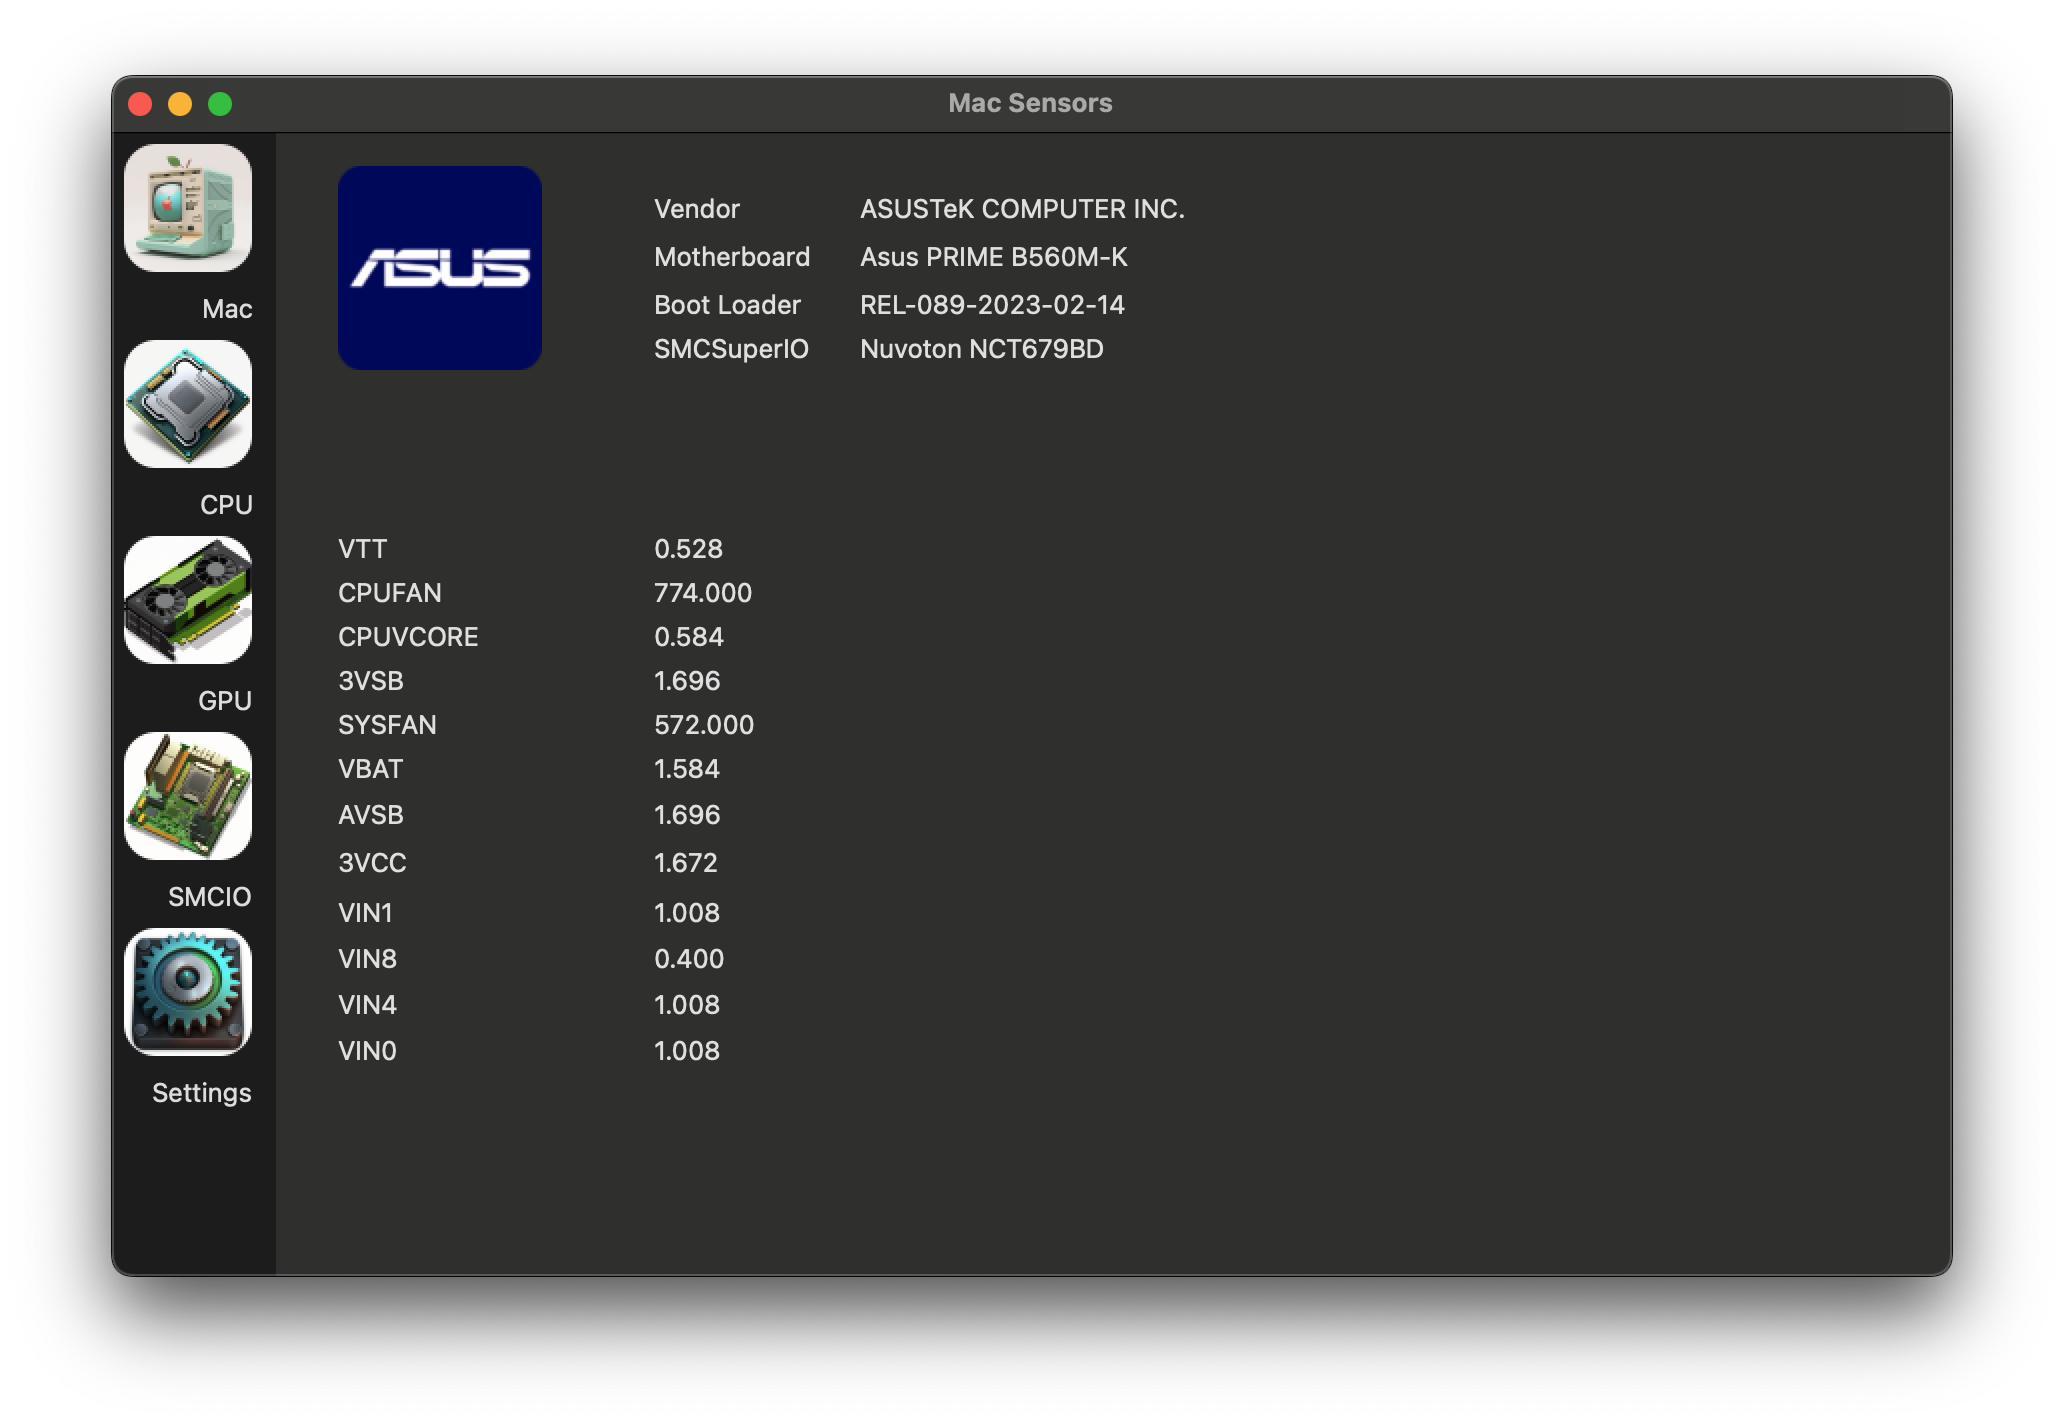 Mac Sensors
Mac
CPU
GPU
SMCIO
Settings
ASUS
Vendor ASUSTeK COMPUTER INC.
Motherboard Asus PRIME B560M-K
Boot Loader REL-089-2023-02-14
SMCSuperIO Nuvoton NCT679BD
VTT 0.528
CPUFAN 774.000
CPUVCORE 0.584
3VSB 1.696
SYSFAN 572.000
VBAT 1.584
AVSB 1.696
3VCC 1.672
VIN1 1.008
VIN8 0.400
VIN4 1.008
VIN0 1.008